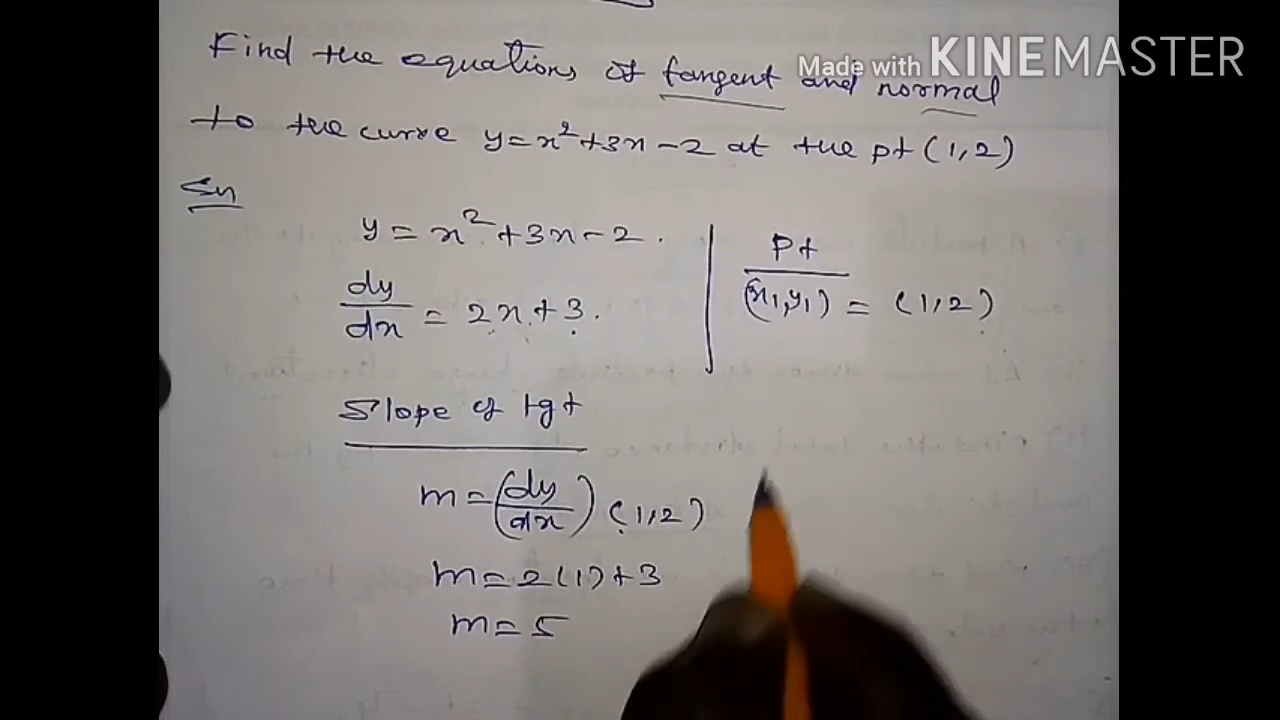 Made with KINEMASTER
Find the equations of tangent and normal
to the curve y = x² + 3x - 2 at the pt (1,2)
Sn
y = x² + 3x - 2.
dy/dx = 2x + 3.
Pt
(x₁,y₁) = (1,2)
Slope of tgt
m = (dy/dx) (1,2)
m = 2(1) + 3
m = 5